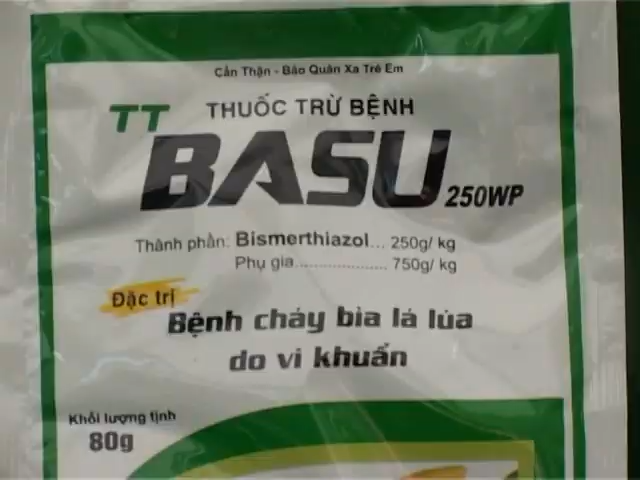 Cẩn Thận - Bảo Quản Xa Trẻ Em
TT THUỐC TRỪ BỆNH
BASU 250WP
Thành phần: Bismerthiazol... 250g/ kg
Phụ gia.................... 750g/ kg
Đặc trị
Bệnh cháy bìa lá lúa
do vi khuẩn
Khối lượng tịnh
80g